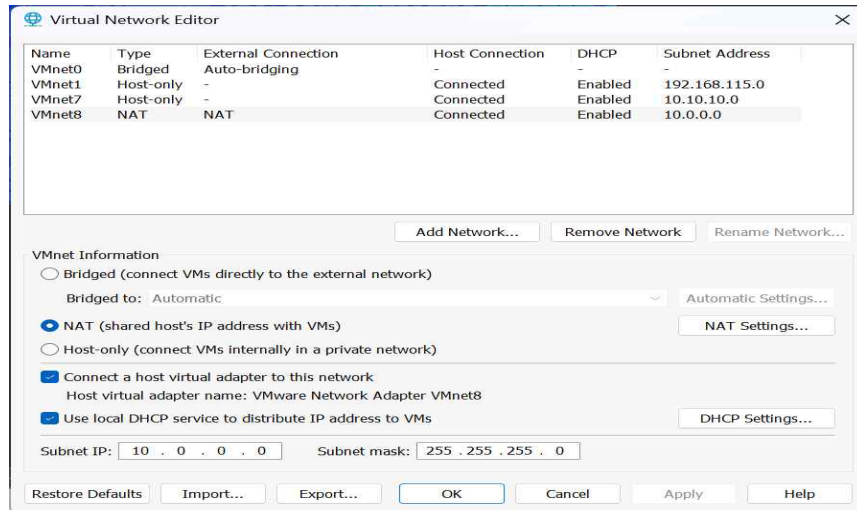 Virtual Network Editor
Name Type External Connection Host Connection DHCP Subnet Address
VMnet0 Bridged Auto-bridging - - -
VMnet1 Host-only - Connected Enabled 192.168.115.0
VMnet7 Host-only - Connected Enabled 10.10.10.0
VMnet8 NAT NAT Connected Enabled 10.0.0.0
Add Network... Remove Network Rename Network...
VMnet Information
Bridged (connect VMs directly to the external network)
Bridged to: Automatic Automatic Settings...
NAT (shared host's IP address with VMs) NAT Settings...
Host-only (connect VMs internally in a private network)
Connect a host virtual adapter to this network
Host virtual adapter name: VMware Network Adapter VMnet8
Use local DHCP service to distribute IP address to VMs DHCP Settings...
Subnet IP: 10 . 0 . 0 . 0 Subnet mask: 255 . 255 . 255 . 0
Restore Defaults Import... Export... OK Cancel Apply Help